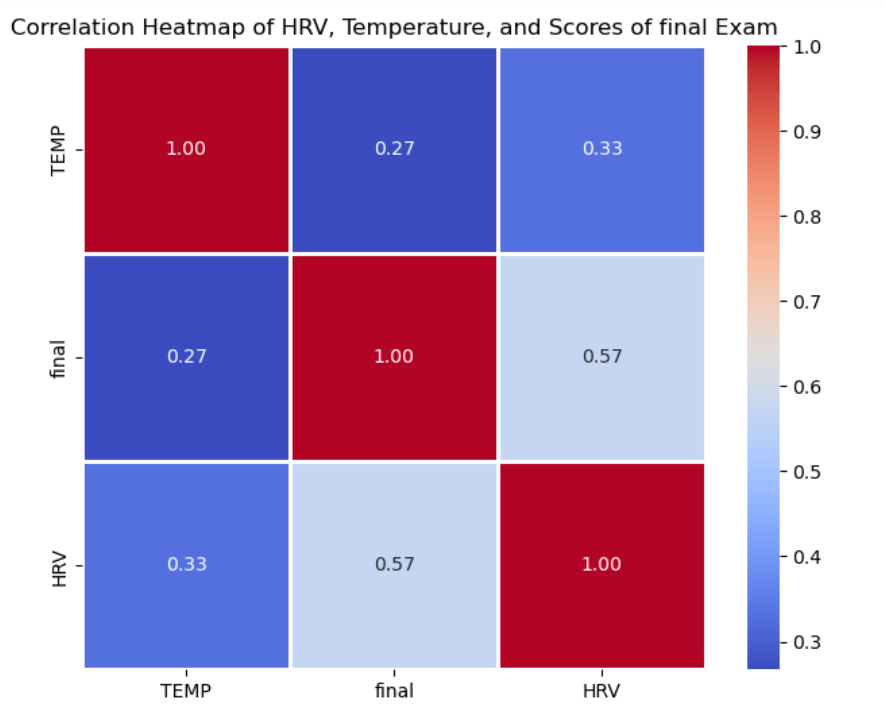 Correlation Heatmap of HRV, Temperature, and Scores of final Exam
TEMP
1.00
0.27
0.33
final
0.27
1.00
0.57
HRV
0.33
0.57
1.00
TEMP
final
HRV
1.0
0.9
0.8
0.7
0.6
0.5
0.4
0.3